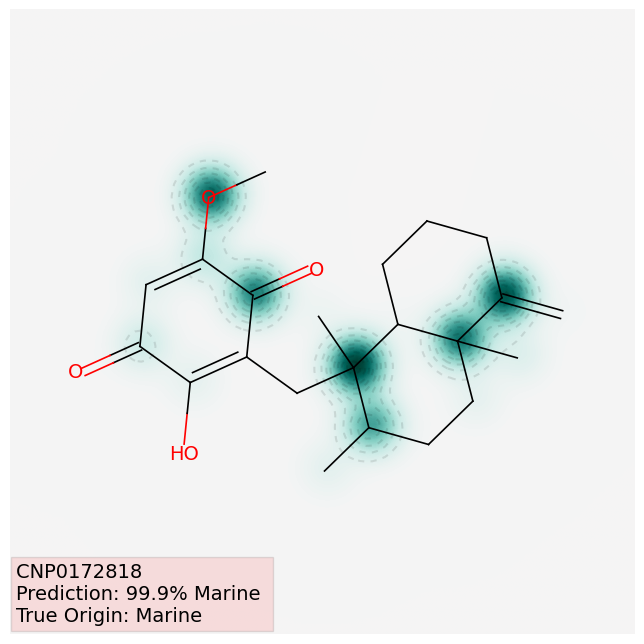 O
O
O
HO
CNP0172818
Prediction: 99.9% Marine
True Origin: Marine